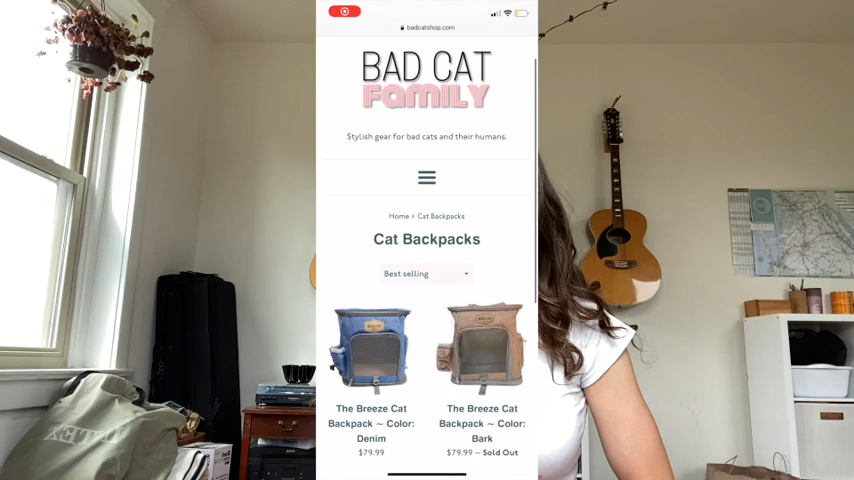 badcatshop.com
BAD CAT
FAMILY
Stylish gear for bad cats and their humans.
Home › Cat Backpacks
Cat Backpacks
Best selling
The Breeze Cat
Backpack ~ Color:
Denim
$79.99
The Breeze Cat
Backpack ~ Color:
Bark
$79.99 — Sold Out